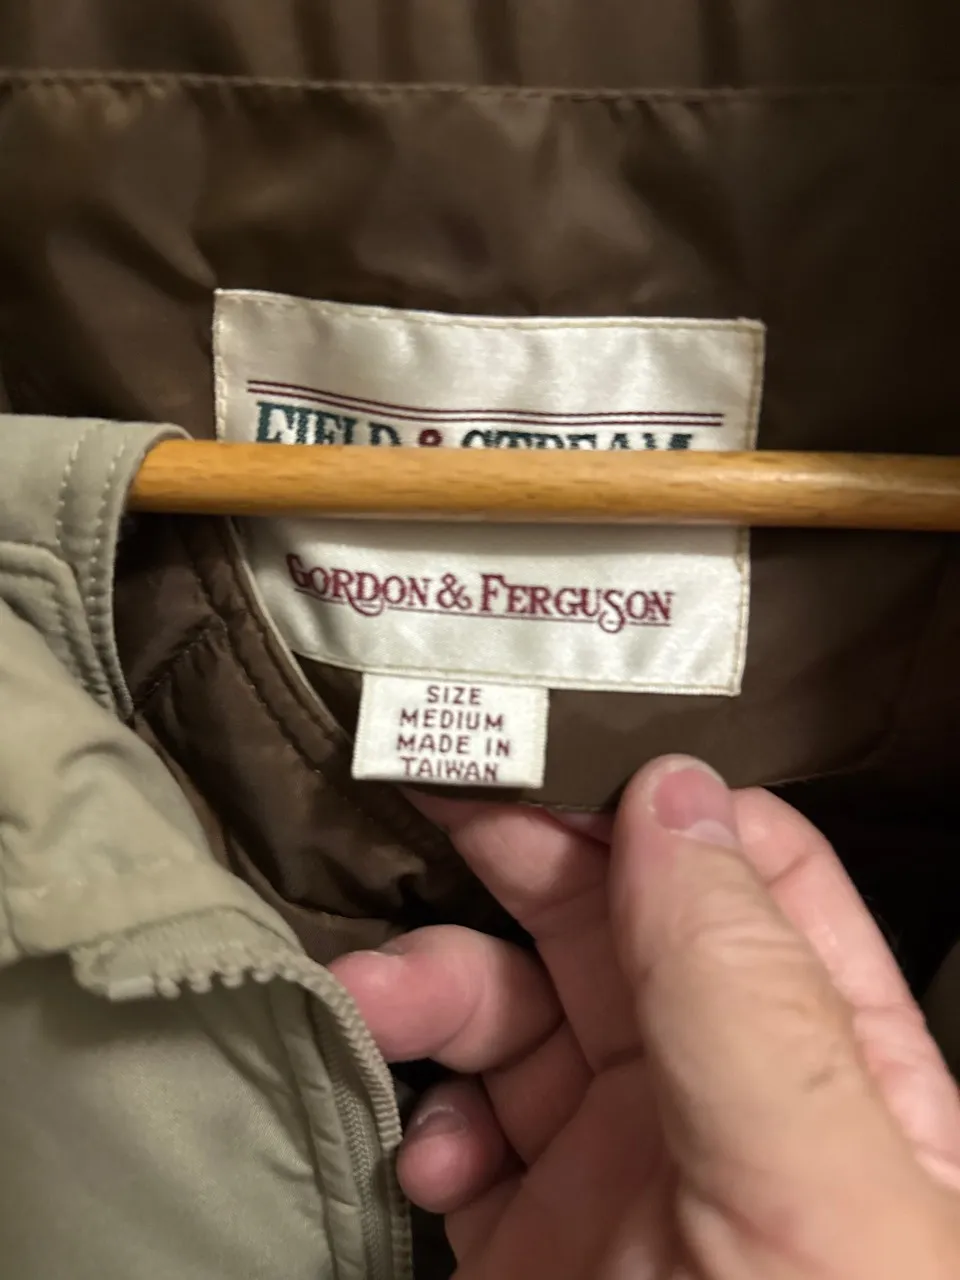 FIELD & STREAM
GORDON & FERGUSON
SIZE
MEDIUM
MADE IN
TAIWAN